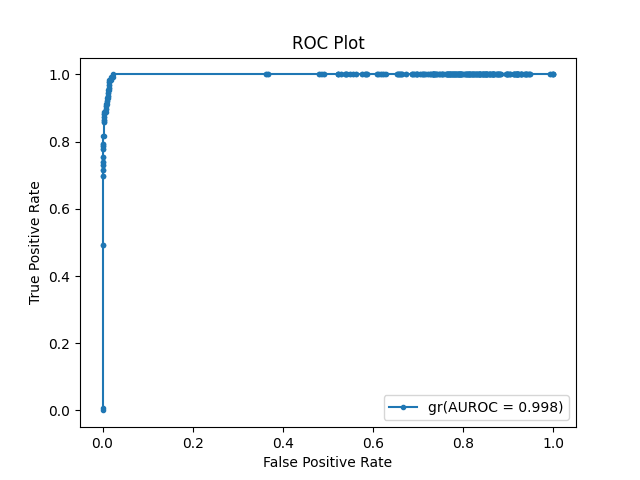 ROC Plot
True Positive Rate
1.0
0.8
0.6
0.4
0.2
0.0
gr(AUROC = 0.998)
0.0 0.2 0.4 0.6 0.8 1.0
False Positive Rate